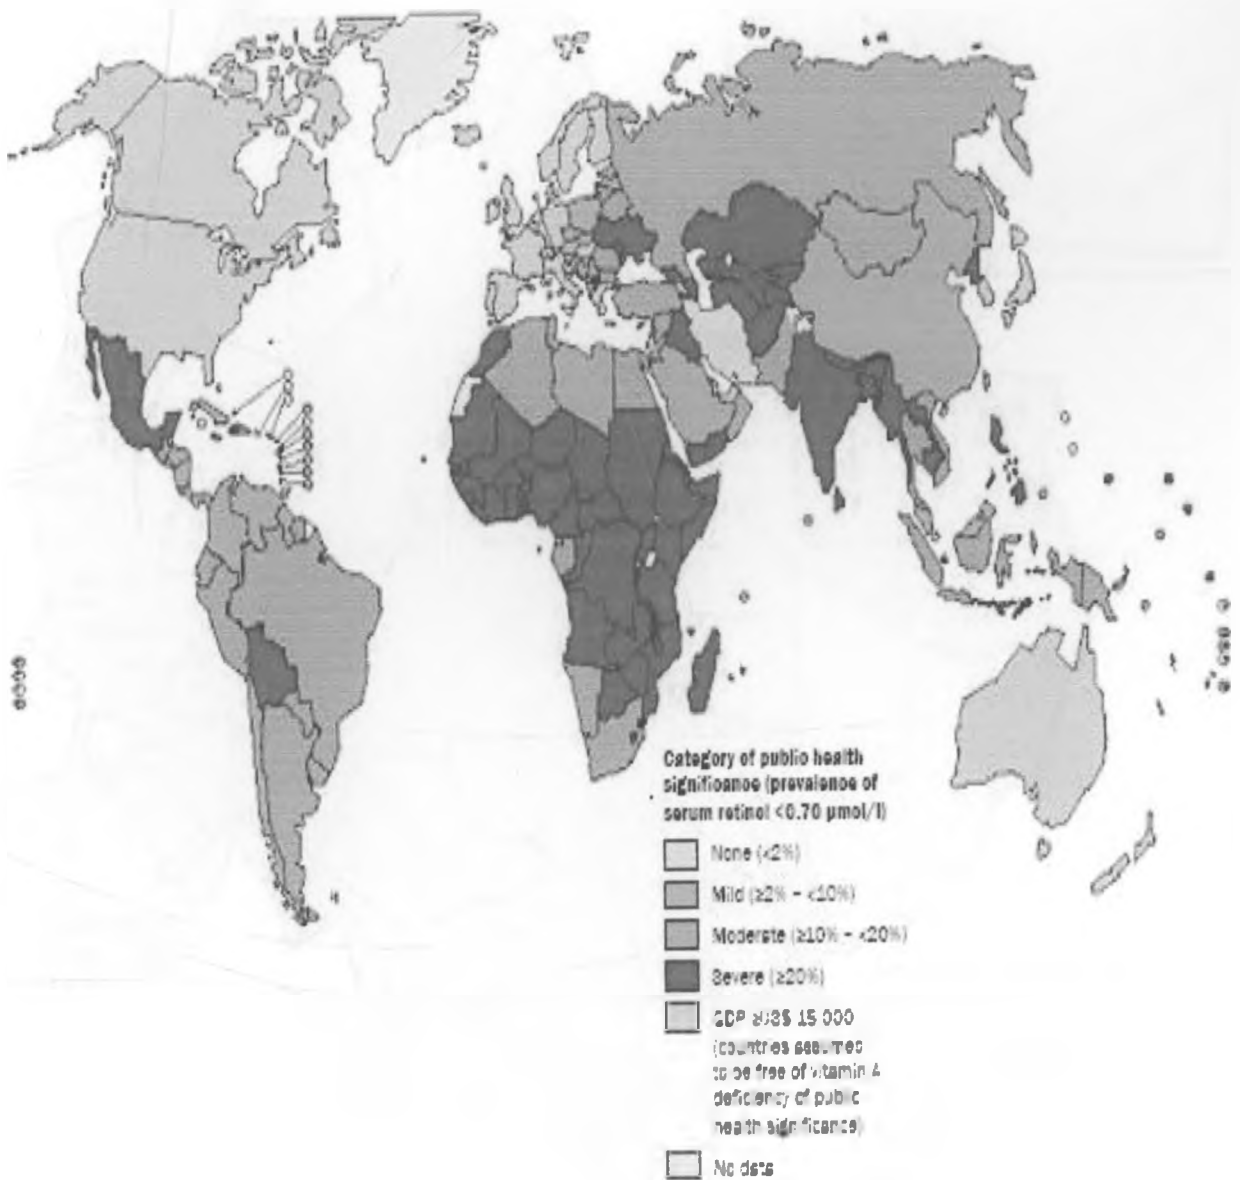 Category of public health
significance (prevalence of
serum retinol <0.70 µmol/l)
None (<2%)
Mild (≥2% – <10%)
Moderate (≥10% – <20%)
Severe (≥20%)
GDP ≥US$ 15 000
(countries assumed
to be free of vitamin A
deficiency of public
health significance)
No data